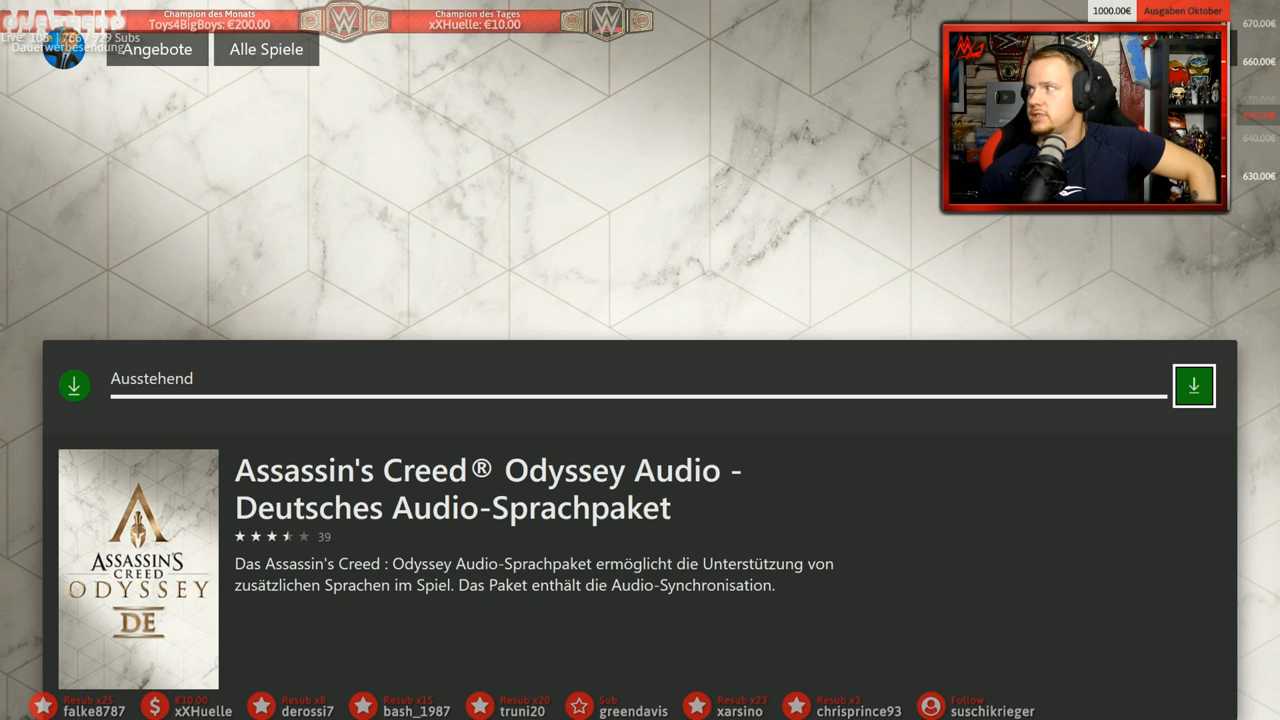 Champion des Monats
Toys4BigBoys: €200.00
Champion des Tages
xXHuelle: €10.00
1000.00€
Ausgaben Oktober
Dauerwerbesendung
Angebote
Alle Spiele
670.00€
660.00€
640.00€
630.00€
Ausstehend
Assassin's Creed® Odyssey Audio -
Deutsches Audio-Sprachpaket
39
Das Assassin's Creed : Odyssey Audio-Sprachpaket ermöglicht die Unterstützung von
zusätzlichen Sprachen im Spiel. Das Paket enthält die Audio-Synchronisation.
ASSASSIN'S
CREED
ODYSSEY
DE
Resub x25
falke8787
€10.00
xXHuelle
Resub x8
derossi7
Resub x15
bash_1987
Resub x20
truni20
Sub
greendavis
Resub x23
xarsino
Resub x3
chrisprince93
Follow
suschikrieger